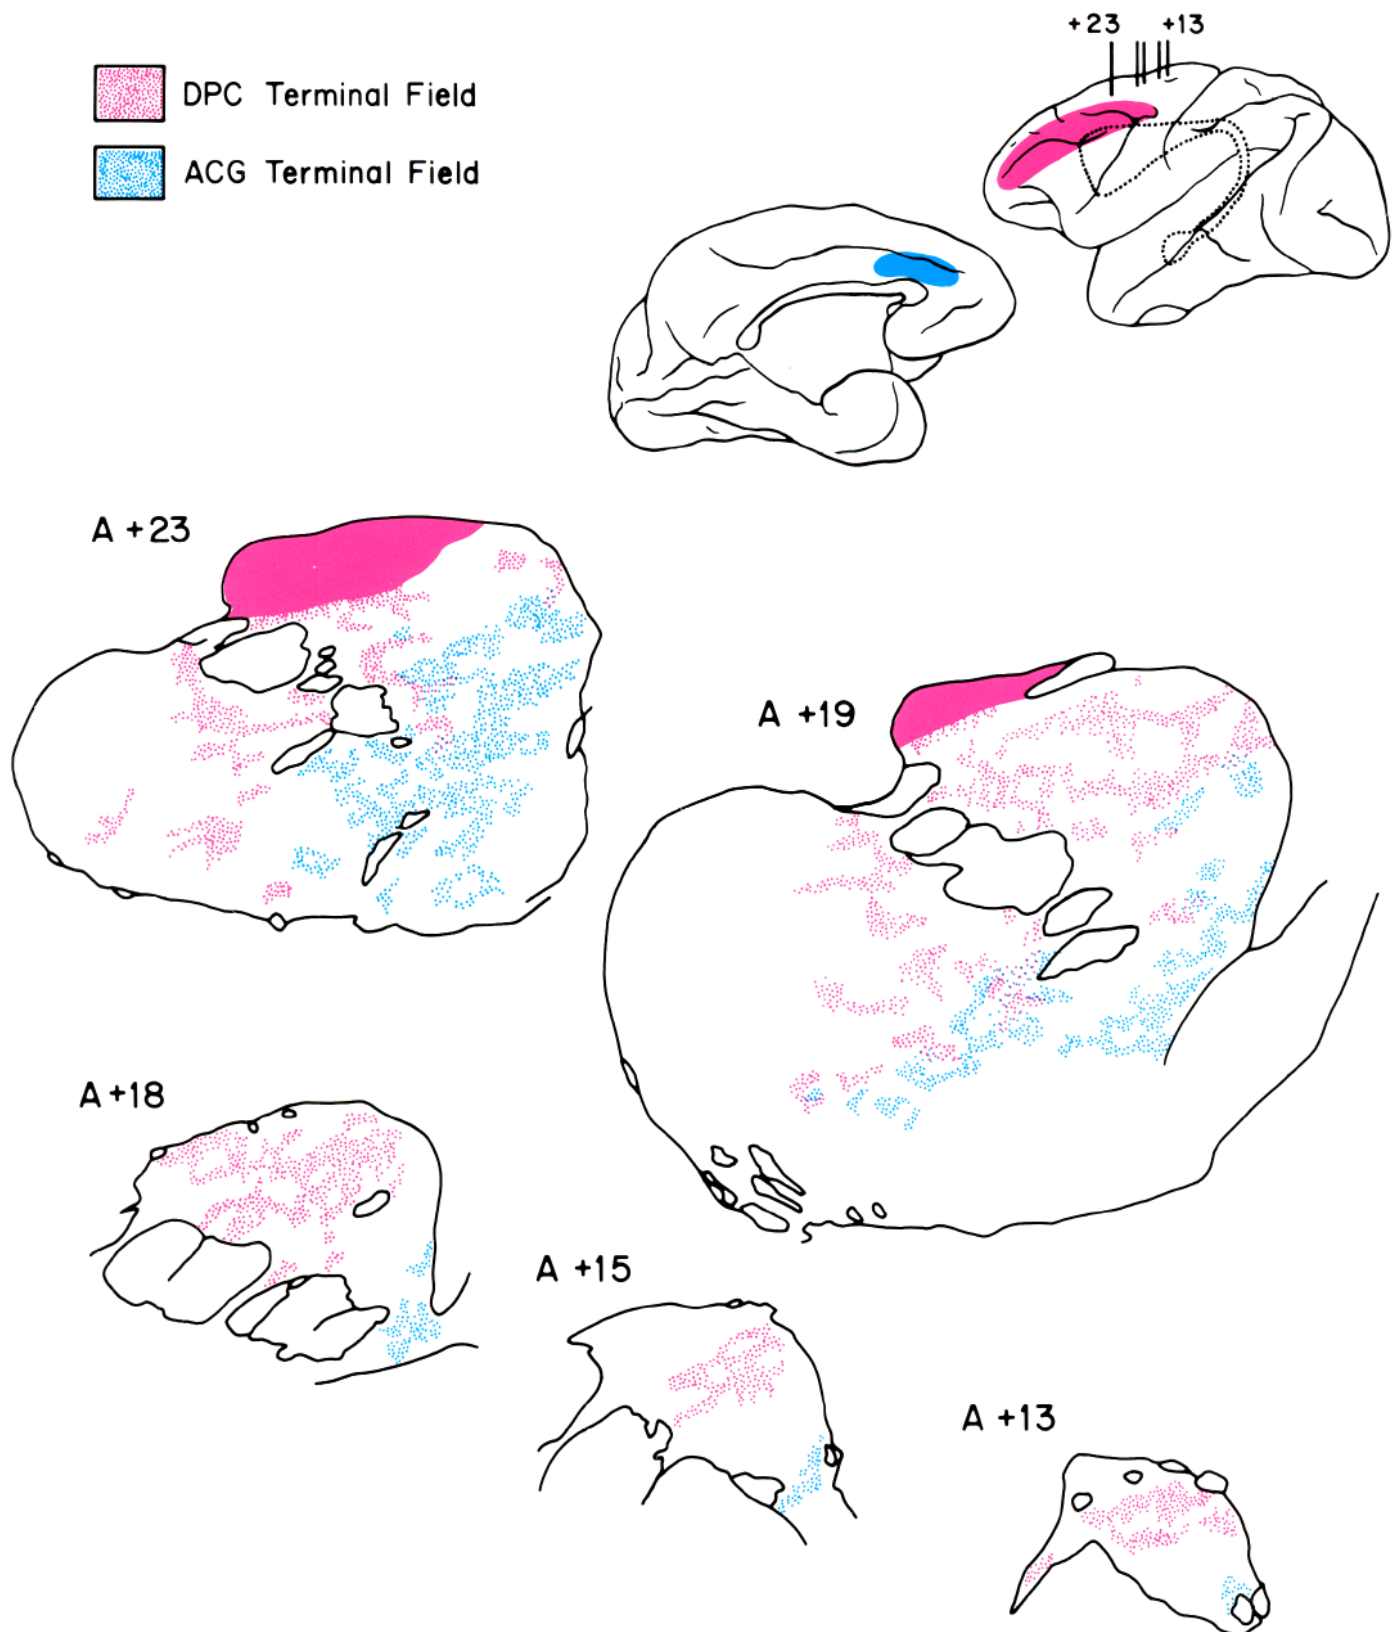 +23 +13
DPC Terminal Field
ACG Terminal Field
A +23
A +19
A +18
A +15
A +13